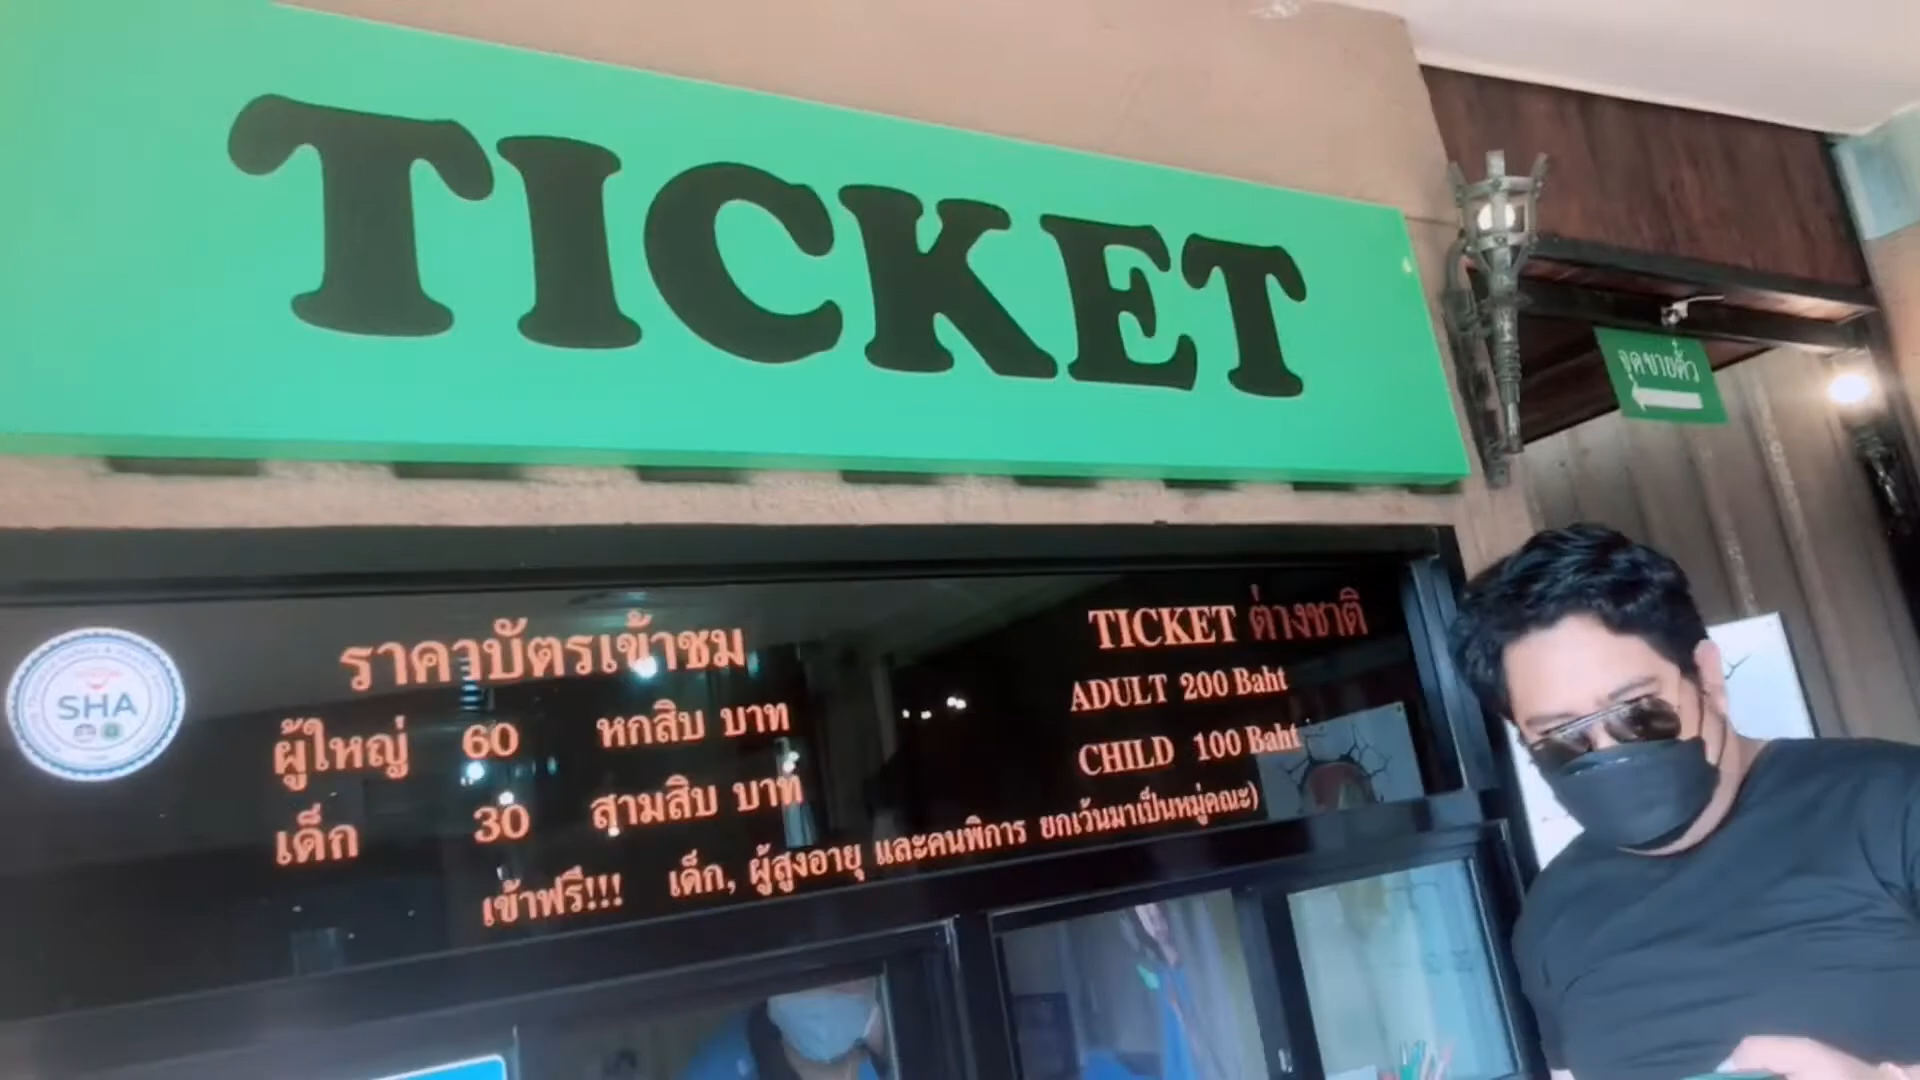 TICKET
จุดขายตั๋ว
SHA
ราคาบัตรเข้าชม
ผู้ใหญ่ 60 หกสิบ บาท
เด็ก 30 สามสิบ บาท
TICKET ต่างชาติ
ADULT 200 Baht
CHILD 100 Baht
เข้าฟรี!!! เด็ก, ผู้สูงอายุ และคนพิการ ยกเว้นมาเป็นหมู่คณะ)